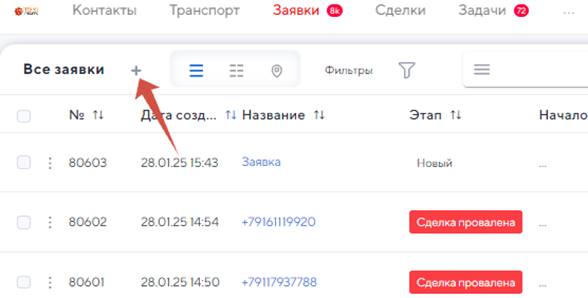 Контакты Транспорт Заявки 8k Сделки Задачи 72 ...
Все заявки + Фильтры
№ Дата созд... Название Этап Начало
80603 28.01.25 15:43 Заявка Новый ...
80602 28.01.25 14:54 +79161119920 Сделка провалена ...
80601 28.01.25 14:50 +79117937788 Сделка провалена ...